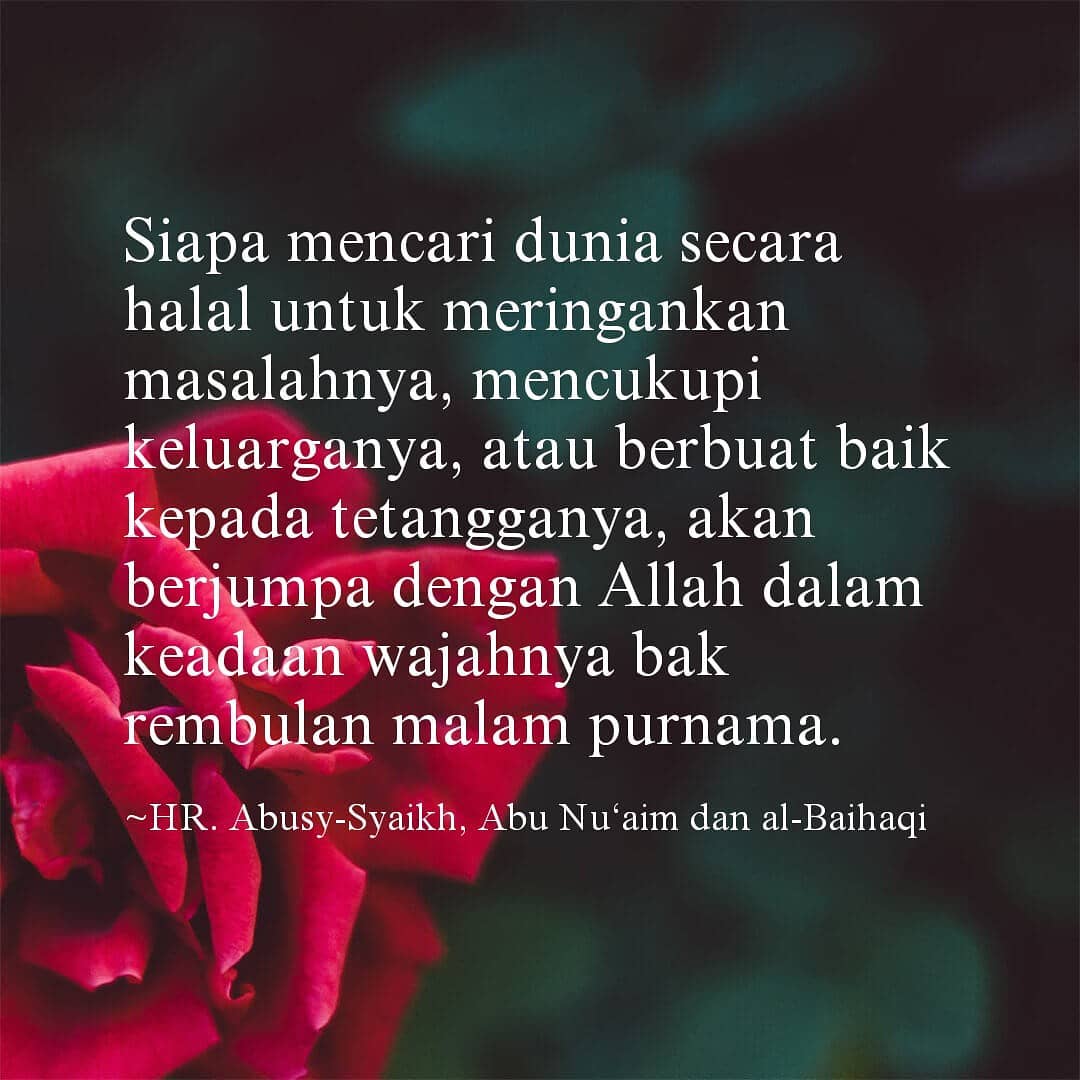 Siapa mencari dunia secara
halal untuk meringankan
masalahnya, mencukupi
keluarganya, atau berbuat baik
kepada tetangganya, akan
berjumpa dengan Allah dalam
keadaan wajahnya bak
rembulan malam purnama.
~HR. Abusy-Syaikh, Abu Nu‘aim dan al-Baihaqi